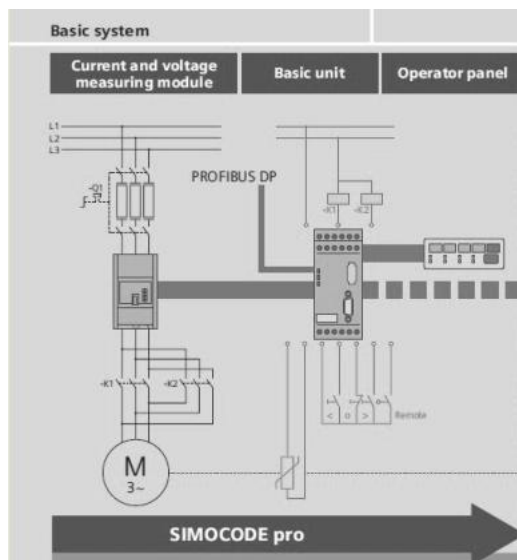 Basic system
Current and voltage
measuring module
Basic unit
Operator panel
L1
L2
L3
-Q1
PROFIBUS DP
-K1
-K2
-K1
-K2
< o >
Remote
M
3~
SIMOCODE pro